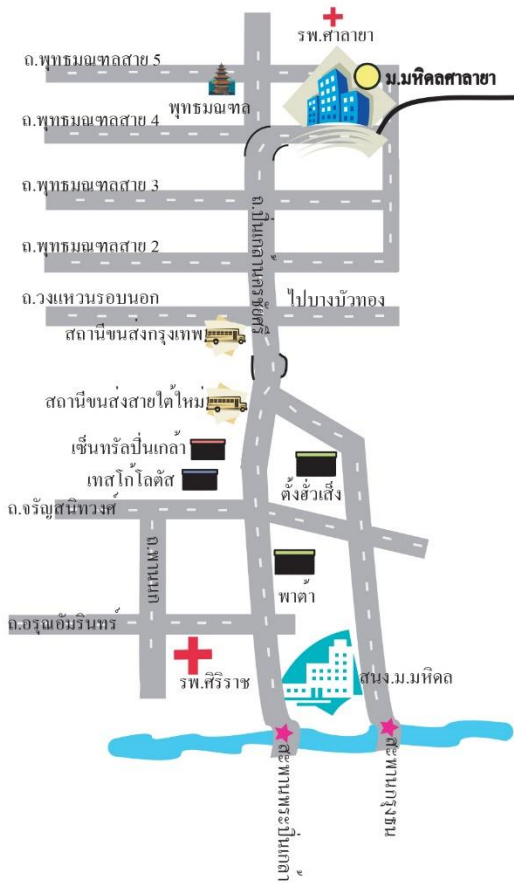 รพ.ศาลายา
ถ.พุทธมณฑลสาย 5
ม.มหิดลศาลายา
พุทธมณฑล
ถ.พุทธมณฑลสาย 4
ถ.พุทธมณฑลสาย 3
ถ.ปิ่นเกล้านครชัยศรี
ถ.พุทธมณฑลสาย 2
ถ.วงแหวนรอบนอก
ไปบางบัวทอง
สถานีขนส่งกรุงเทพ
สถานีขนส่งสายใต้ใหม่
เซ็นทรัลปิ่นเกล้า
เทสโก้โลตัส
ตั้งฮั่วเส็ง
ถ.จรัญสนิทวงศ์
ถ.พานนก
พาต้า
ถ.อรุณอัมรินทร์
รพ.ศิริราช
สนง.ม.มหิดล
สะพานพระปิ่นเกล้า
สะพานกรุงธน